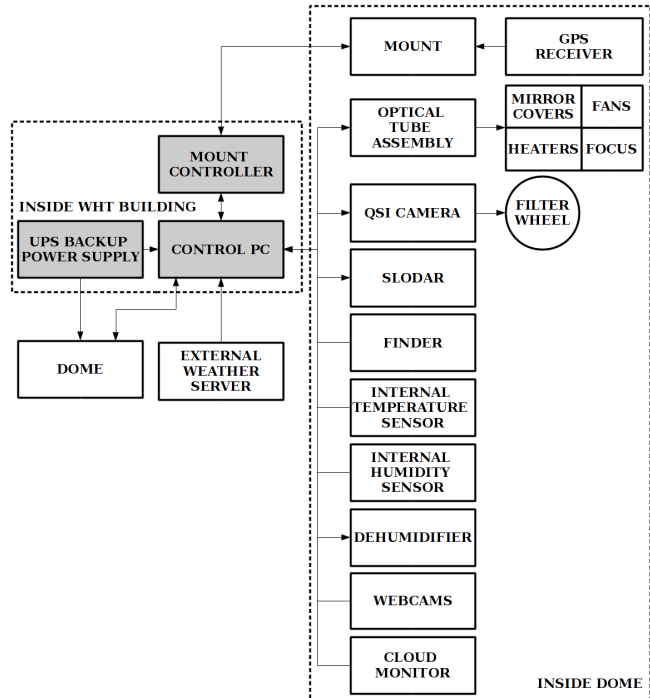 MOUNT
GPS
RECEIVER
OPTICAL
TUBE
ASSEMBLY
MIRROR
COVERS
FANS
HEATERS
FOCUS
MOUNT
CONTROLLER
INSIDE WHT BUILDING
UPS BACKUP
POWER SUPPLY
CONTROL PC
QSI CAMERA
FILTER
WHEEL
SLODAR
DOME
EXTERNAL
WEATHER
SERVER
FINDER
INTERNAL
TEMPERATURE
SENSOR
INTERNAL
HUMIDITY
SENSOR
DEHUMIDIFIER
WEBCAMS
CLOUD
MONITOR
INSIDE DOME